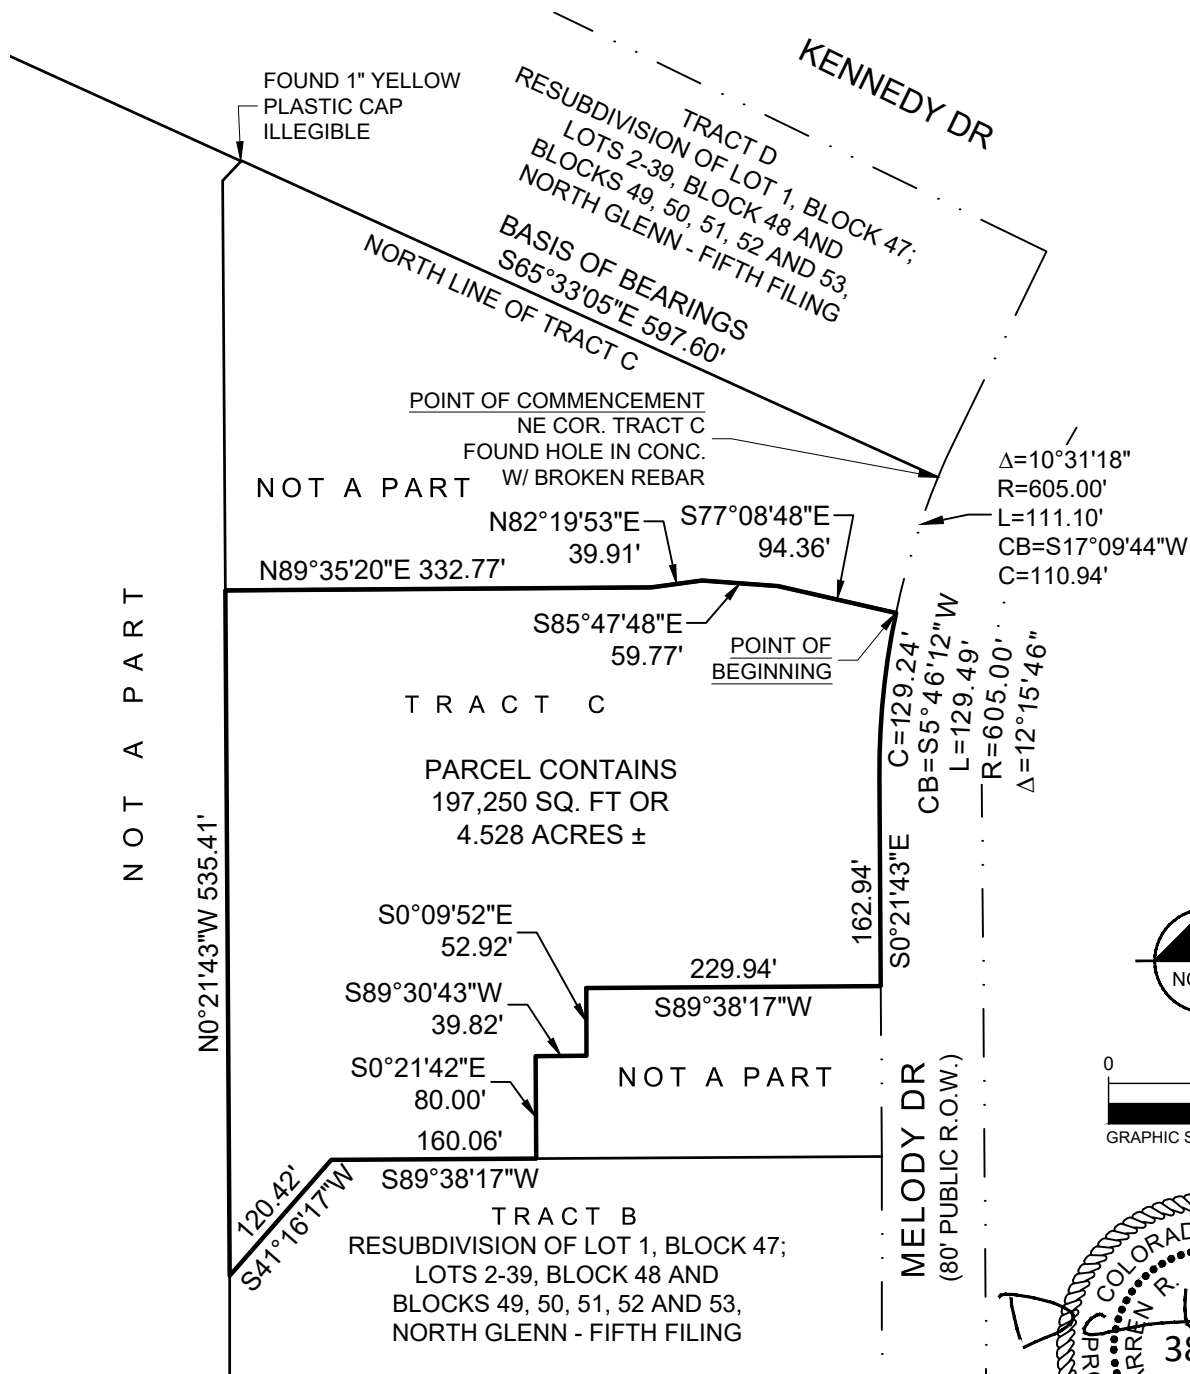 KENNEDY DR
FOUND 1" YELLOW
PLASTIC CAP
ILLEGIBLE
TRACT D
RESUBDIVISION OF LOT 1, BLOCK 47;
LOTS 2-39, BLOCK 48 AND
BLOCKS 49, 50, 51, 52 AND 53,
NORTH GLENN - FIFTH FILING
BASIS OF BEARINGS
S65°33'05"E 597.60'
NORTH LINE OF TRACT C
POINT OF COMMENCEMENT
NE COR. TRACT C
FOUND HOLE IN CONC.
W/ BROKEN REBAR
Δ=10°31'18"
R=605.00'
L=111.10'
CB=S17°09'44"W
C=110.94'
NOT A PART
N82°19'53"E
39.91'
S77°08'48"E
94.36'
N89°35'20"E 332.77'
S85°47'48"E
59.77'
POINT OF
BEGINNING
C=129.24'
CB=S5°46'12"W
L=129.49'
R=605.00'
Δ=12°15'46"
NOT A PART
TRACT C
PARCEL CONTAINS
197,250 SQ. FT OR
4.528 ACRES ±
N0°21'43"W 535.41'
162.94'
S0°21'43"E
S0°09'52"E
52.92'
229.94'
S89°38'17"W
S89°30'43"W
39.82'
S0°21'42"E
80.00'
NOT A PART
160.06'
S89°38'17"W
120.42'
S41°16'17"W
MELODY DR
(80' PUBLIC R.O.W.)
TRACT B
RESUBDIVISION OF LOT 1, BLOCK 47;
LOTS 2-39, BLOCK 48 AND
BLOCKS 49, 50, 51, 52 AND 53,
NORTH GLENN - FIFTH FILING
0
GRAPHIC S
COLORAD
R.
38